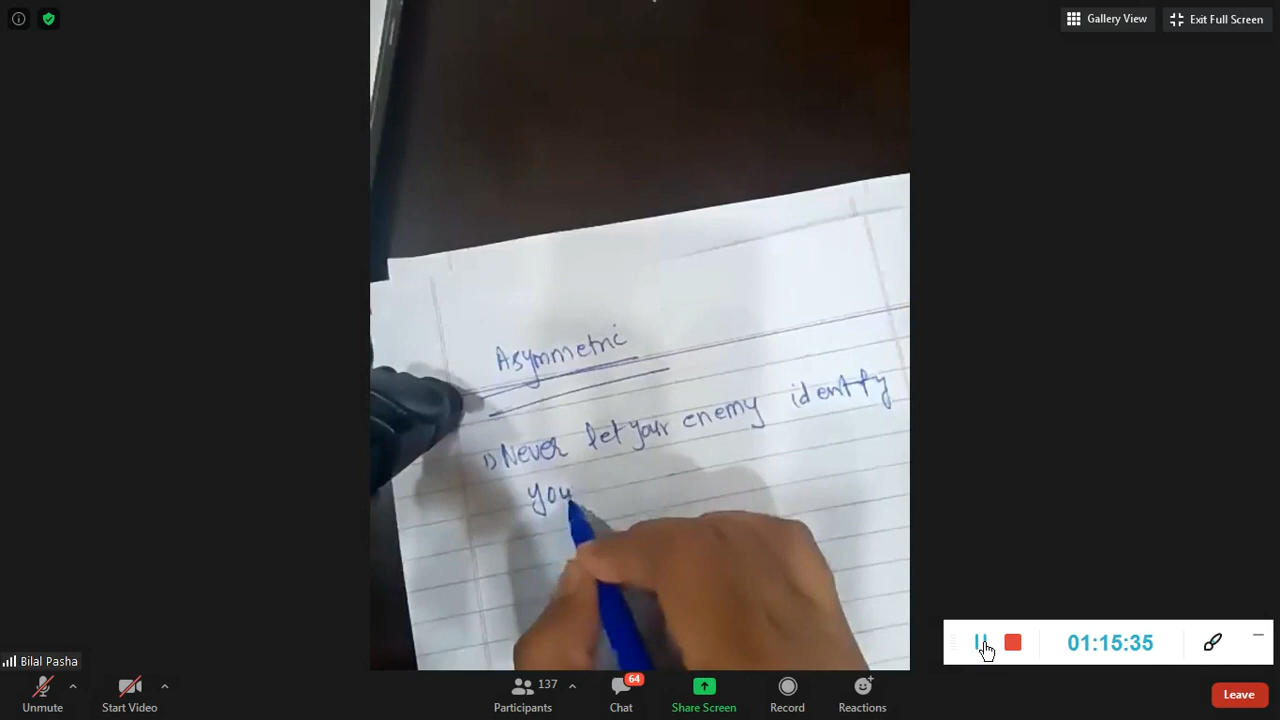 Gallery View
Exit Full Screen
Asymmetric
1) Never let your enemy identify
you
Bilal Pasha
01:15:35
Unmute
Start Video
137
Participants
64
Chat
Share Screen
Record
Reactions
Leave